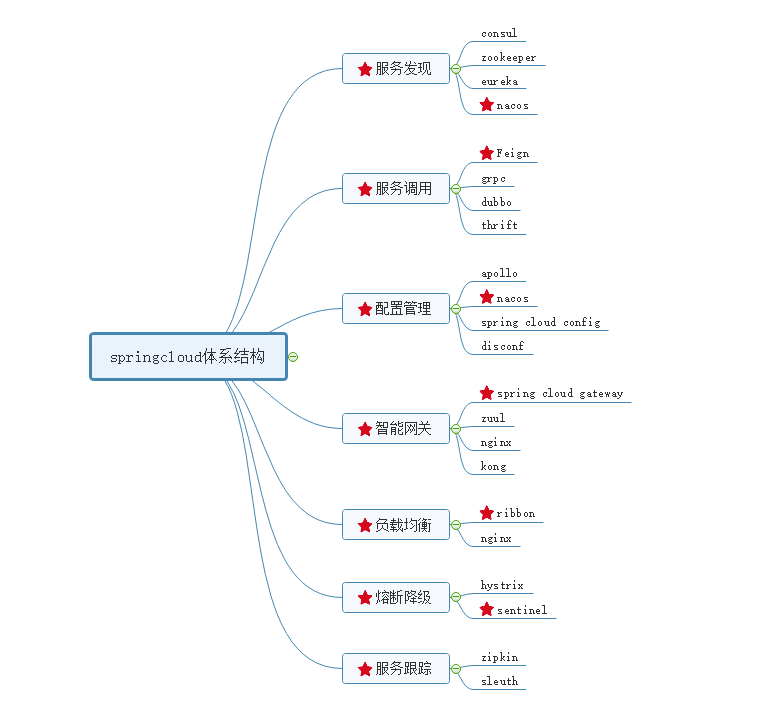 springcloud体系结构
服务发现
consul
zookeeper
eureka
nacos
服务调用
Feign
grpc
dubbo
thrift
配置管理
apollo
nacos
spring cloud config
disconf
智能网关
spring cloud gateway
zuul
nginx
kong
负载均衡
ribbon
nginx
熔断降级
hystrix
sentinel
服务跟踪
zipkin
sleuth